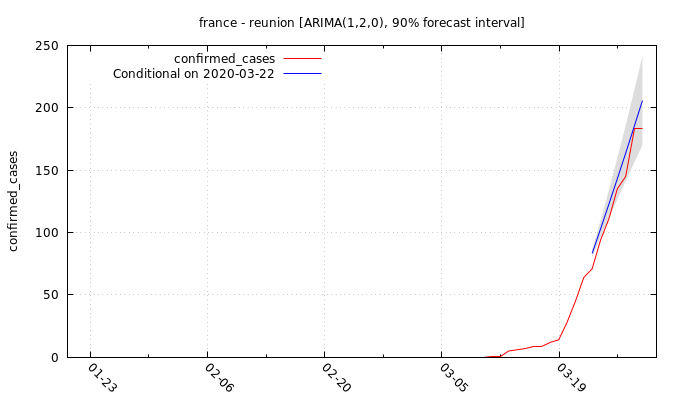 france - reunion [ARIMA(1,2,0), 90% forecast interval]
confirmed_cases
Conditional on 2020-03-22
confirmed_cases
250
200
150
100
50
0
01-23
02-06
02-20
03-05
03-19